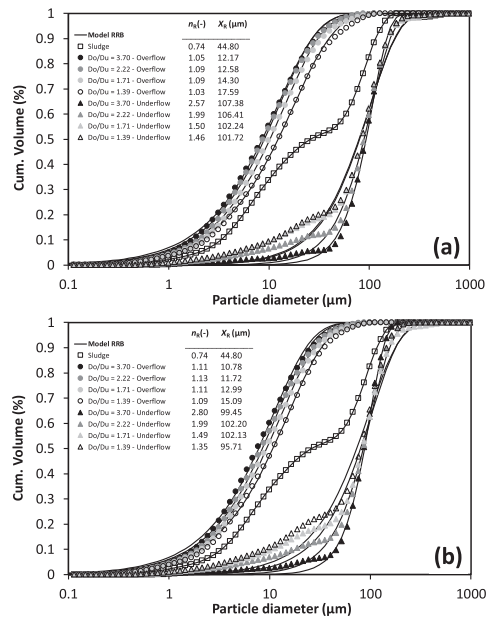 n_R(-) X_R (μm)
Model RRB
Sludge 0.74 44.80
Do/Du = 3.70 - Overflow 1.05 12.17
Do/Du = 2.22 - Overflow 1.09 12.58
Do/Du = 1.71 - Overflow 1.09 14.30
Do/Du = 1.39 - Overflow 1.03 17.59
Do/Du = 3.70 - Underflow 2.57 107.38
Do/Du = 2.22 - Underflow 1.99 106.41
Do/Du = 1.71 - Underflow 1.50 102.24
Do/Du = 1.39 - Underflow 1.46 101.72
Cum. Volume (%)
1
0.9
0.8
0.7
0.6
0.5
0.4
0.3
0.2
0.1
0
(a)
0.1 1 10 100 1000
Particle diameter (μm)
n_R(-) X_R (μm)
Model RRB
Sludge 0.74 44.80
Do/Du = 3.70 - Overflow 1.11 10.78
Do/Du = 2.22 - Overflow 1.13 11.72
Do/Du = 1.71 - Overflow 1.11 12.99
Do/Du = 1.39 - Overflow 1.09 15.09
Do/Du = 3.70 - Underflow 2.80 99.45
Do/Du = 2.22 - Underflow 1.99 102.20
Do/Du = 1.71 - Underflow 1.49 102.13
Do/Du = 1.39 - Underflow 1.35 95.71
Cum. Volume (%)
1
0.9
0.8
0.7
0.6
0.5
0.4
0.3
0.2
0.1
0
(b)
0.1 1 10 100 1000
Particle diameter (μm)